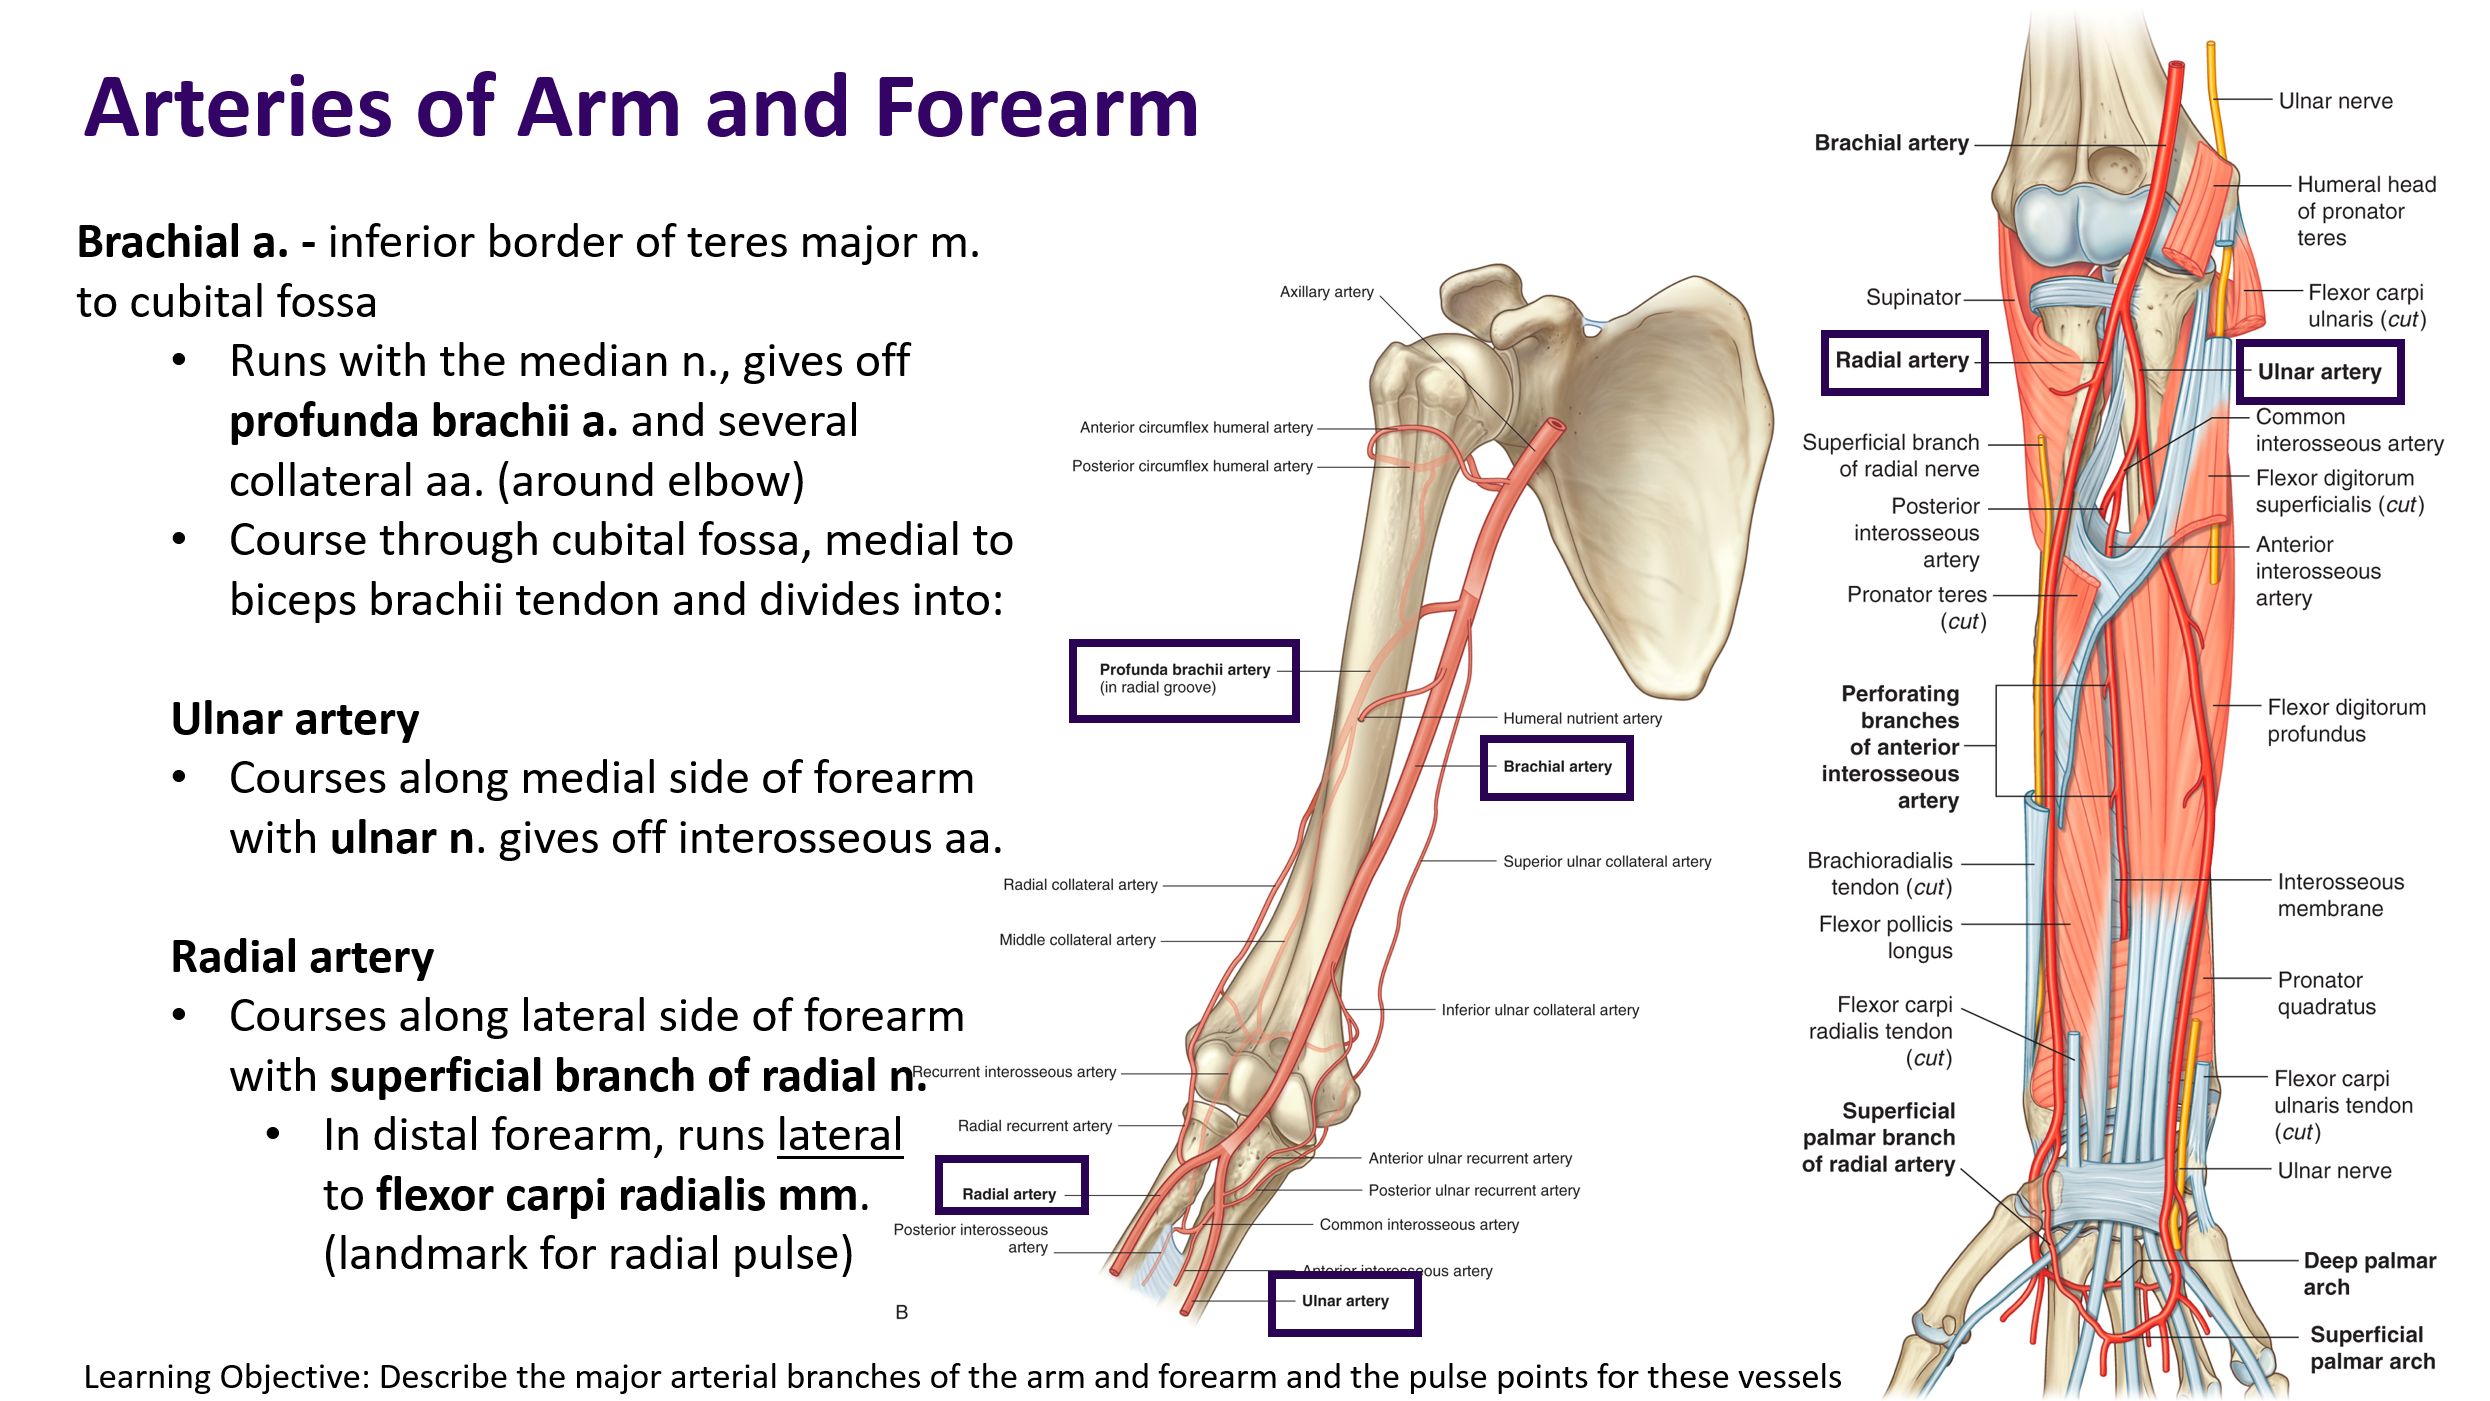 Arteries of Arm and Forearm
Brachial a. - inferior border of teres major m.
to cubital fossa
• Runs with the median n., gives off
profunda brachii a. and several
collateral aa. (around elbow)
• Course through cubital fossa, medial to
biceps brachii tendon and divides into:
Ulnar artery
• Courses along medial side of forearm
with ulnar n. gives off interosseous aa.
Radial artery
• Courses along lateral side of forearm
with superficial branch of radial n.
• In distal forearm, runs lateral
to flexor carpi radialis mm.
(landmark for radial pulse)
Axillary artery
Anterior circumflex humeral artery
Posterior circumflex humeral artery
Profunda brachii artery
(in radial groove)
Humeral nutrient artery
Brachial artery
Superior ulnar collateral artery
Radial collateral artery
Middle collateral artery
Inferior ulnar collateral artery
Recurrent interosseous artery
Radial recurrent artery
Anterior ulnar recurrent artery
Posterior ulnar recurrent artery
Radial artery
Common interosseous artery
Posterior interosseous
artery
Anterior interosseous artery
Ulnar artery
B
Brachial artery
Supinator
Radial artery
Superficial branch
of radial nerve
Posterior
interosseous
artery
Pronator teres
(cut)
Perforating
branches
of anterior
interosseous
artery
Brachioradialis
tendon (cut)
Flexor pollicis
longus
Flexor carpi
radialis tendon
(cut)
Superficial
palmar branch
of radial artery
Ulnar nerve
Humeral head
of pronator
teres
Flexor carpi
ulnaris (cut)
Ulnar artery
Common
interosseous artery
Flexor digitorum
superficialis (cut)
Anterior
interosseous
artery
Flexor digitorum
profundus
Interosseous
membrane
Pronator
quadratus
Flexor carpi
ulnaris tendon
(cut)
Ulnar nerve
Deep palmar
arch
Superficial
palmar arch
Learning Objective: Describe the major arterial branches of the arm and forearm and the pulse points for these vessels